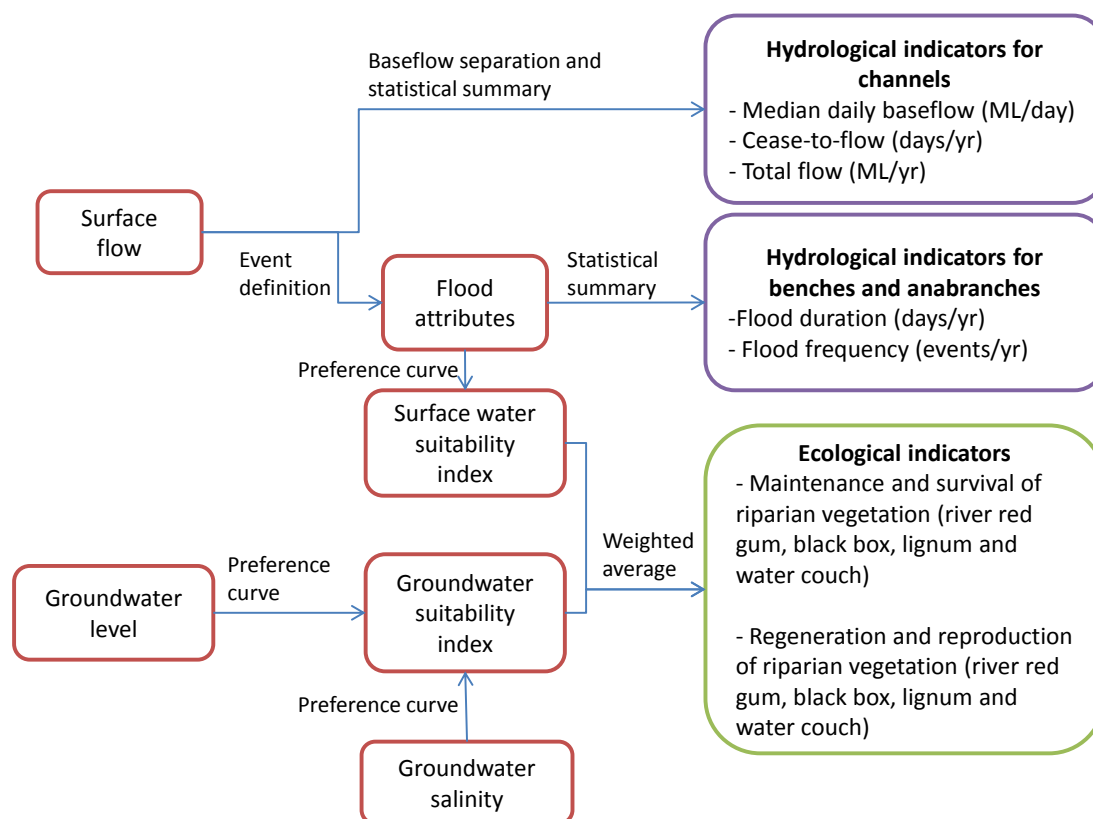 Baseflow separation and
statistical summary
Hydrological indicators for
channels
- Median daily baseflow (ML/day)
- Cease-to-flow (days/yr)
- Total flow (ML/yr)
Surface
flow
Event
definition
Flood
attributes
Statistical
summary
Hydrological indicators for
benches and anabranches
-Flood duration (days/yr)
- Flood frequency (events/yr)
Preference curve
Surface water
suitability
index
Groundwater
level
Preference
curve
Groundwater
suitability
index
Weighted
average
Ecological indicators
- Maintenance and survival of
riparian vegetation (river red
gum, black box, lignum and
water couch)
- Regeneration and reproduction
of riparian vegetation (river red
gum, black box, lignum and
water couch)
Preference curve
Groundwater
salinity